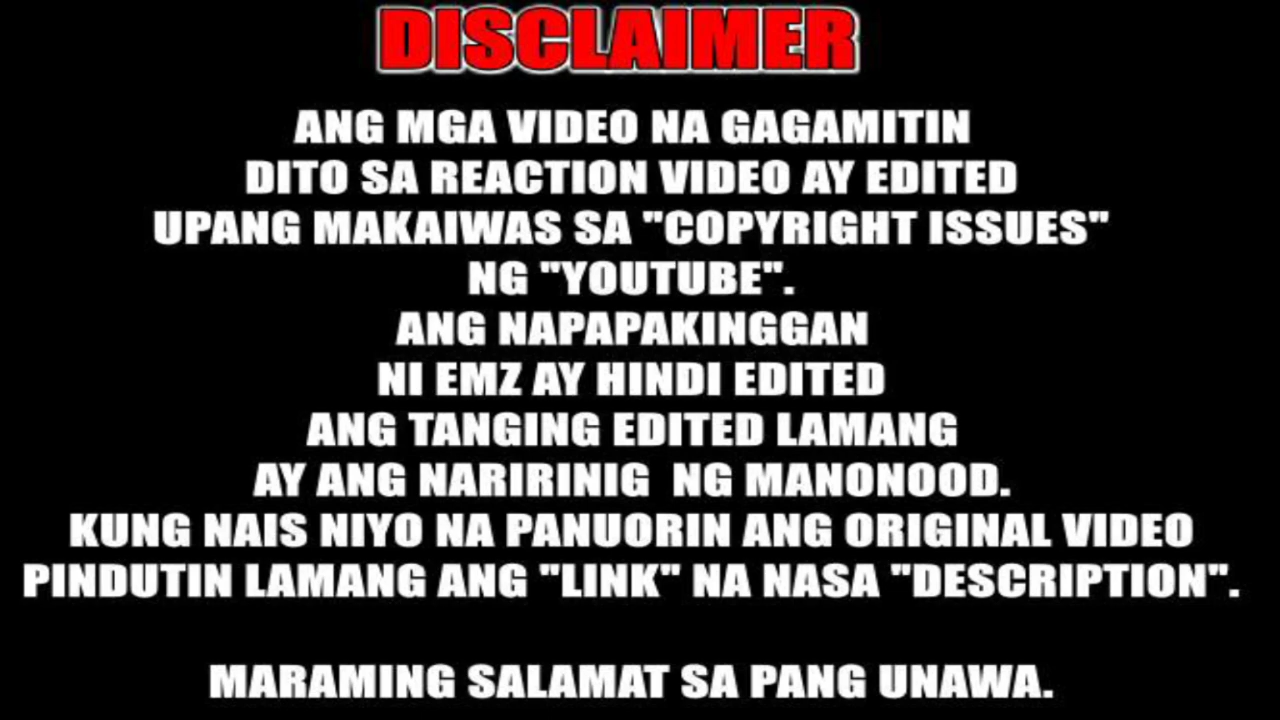 DISCLAIMER
ANG MGA VIDEO NA GAGAMITIN
DITO SA REACTION VIDEO AY EDITED
UPANG MAKAIWAS SA "COPYRIGHT ISSUES"
NG "YOUTUBE".
ANG NAPAPAKINGGAN
NI EMZ AY HINDI EDITED
ANG TANGING EDITED LAMANG
AY ANG NARIRINIG  NG MANONOOD.
KUNG NAIS NIYO NA PANUORIN ANG ORIGINAL VIDEO
PINDUTIN LAMANG ANG "LINK" NA NASA "DESCRIPTION".
MARAMING SALAMAT SA PANG UNAWA.